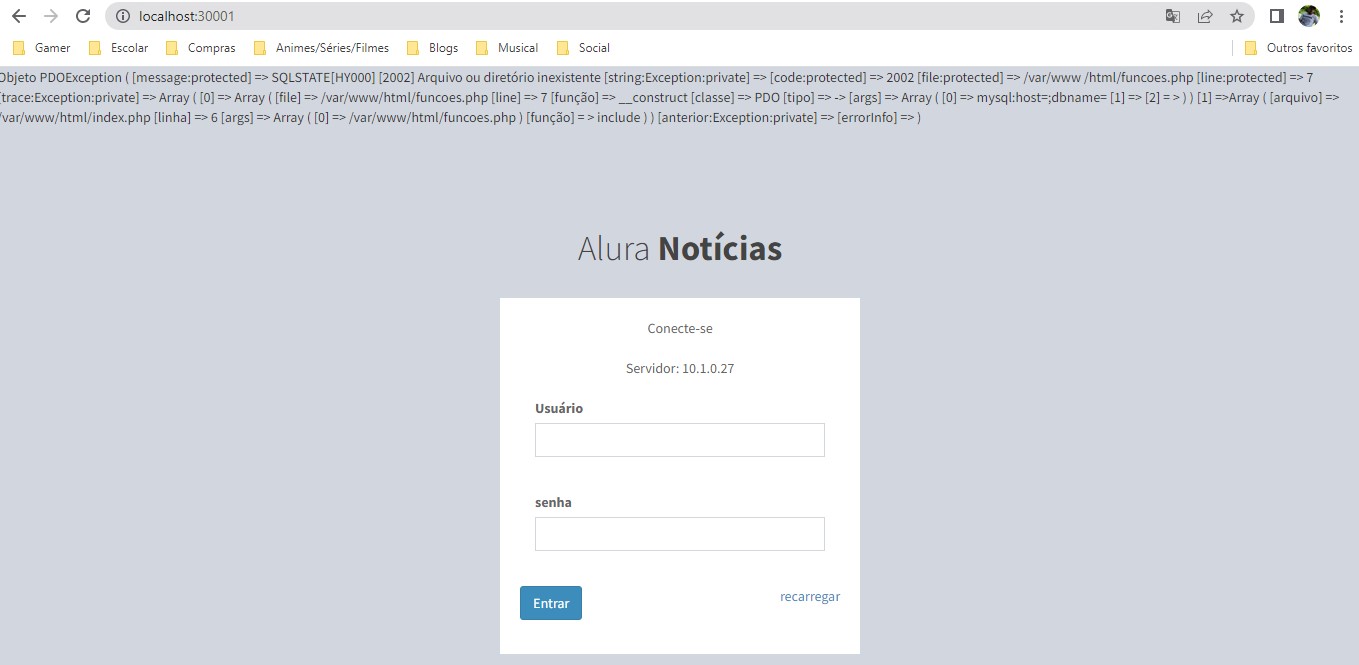 localhost:30001
Gamer Escolar Compras Animes/Séries/Filmes Blogs Musical Social Outros favoritos
Objeto PDOException ( [message:protected] => SQLSTATE[HY000] [2002] Arquivo ou diretório inexistente [string:Exception:private] => [code:protected] => 2002 [file:protected] => /var/www /html/funcoes.php [line:protected] => 7
[trace:Exception:private] => Array ( [0] => Array ( [file] => /var/www/html/funcoes.php [line] => 7 [função] => __construct [classe] => PDO [tipo] => -> [args] => Array ( [0] => mysql:host=;dbname= [1] => [2] = > ) ) [1] =>Array ( [arquivo] =>
/var/www/html/index.php [linha] => 6 [args] => Array ( [0] => /var/www/html/funcoes.php ) [função] = > include ) ) [anterior:Exception:private] => [errorInfo] => )
Alura Notícias
Conecte-se
Servidor: 10.1.0.27
Usuário
senha
Entrar recarregar